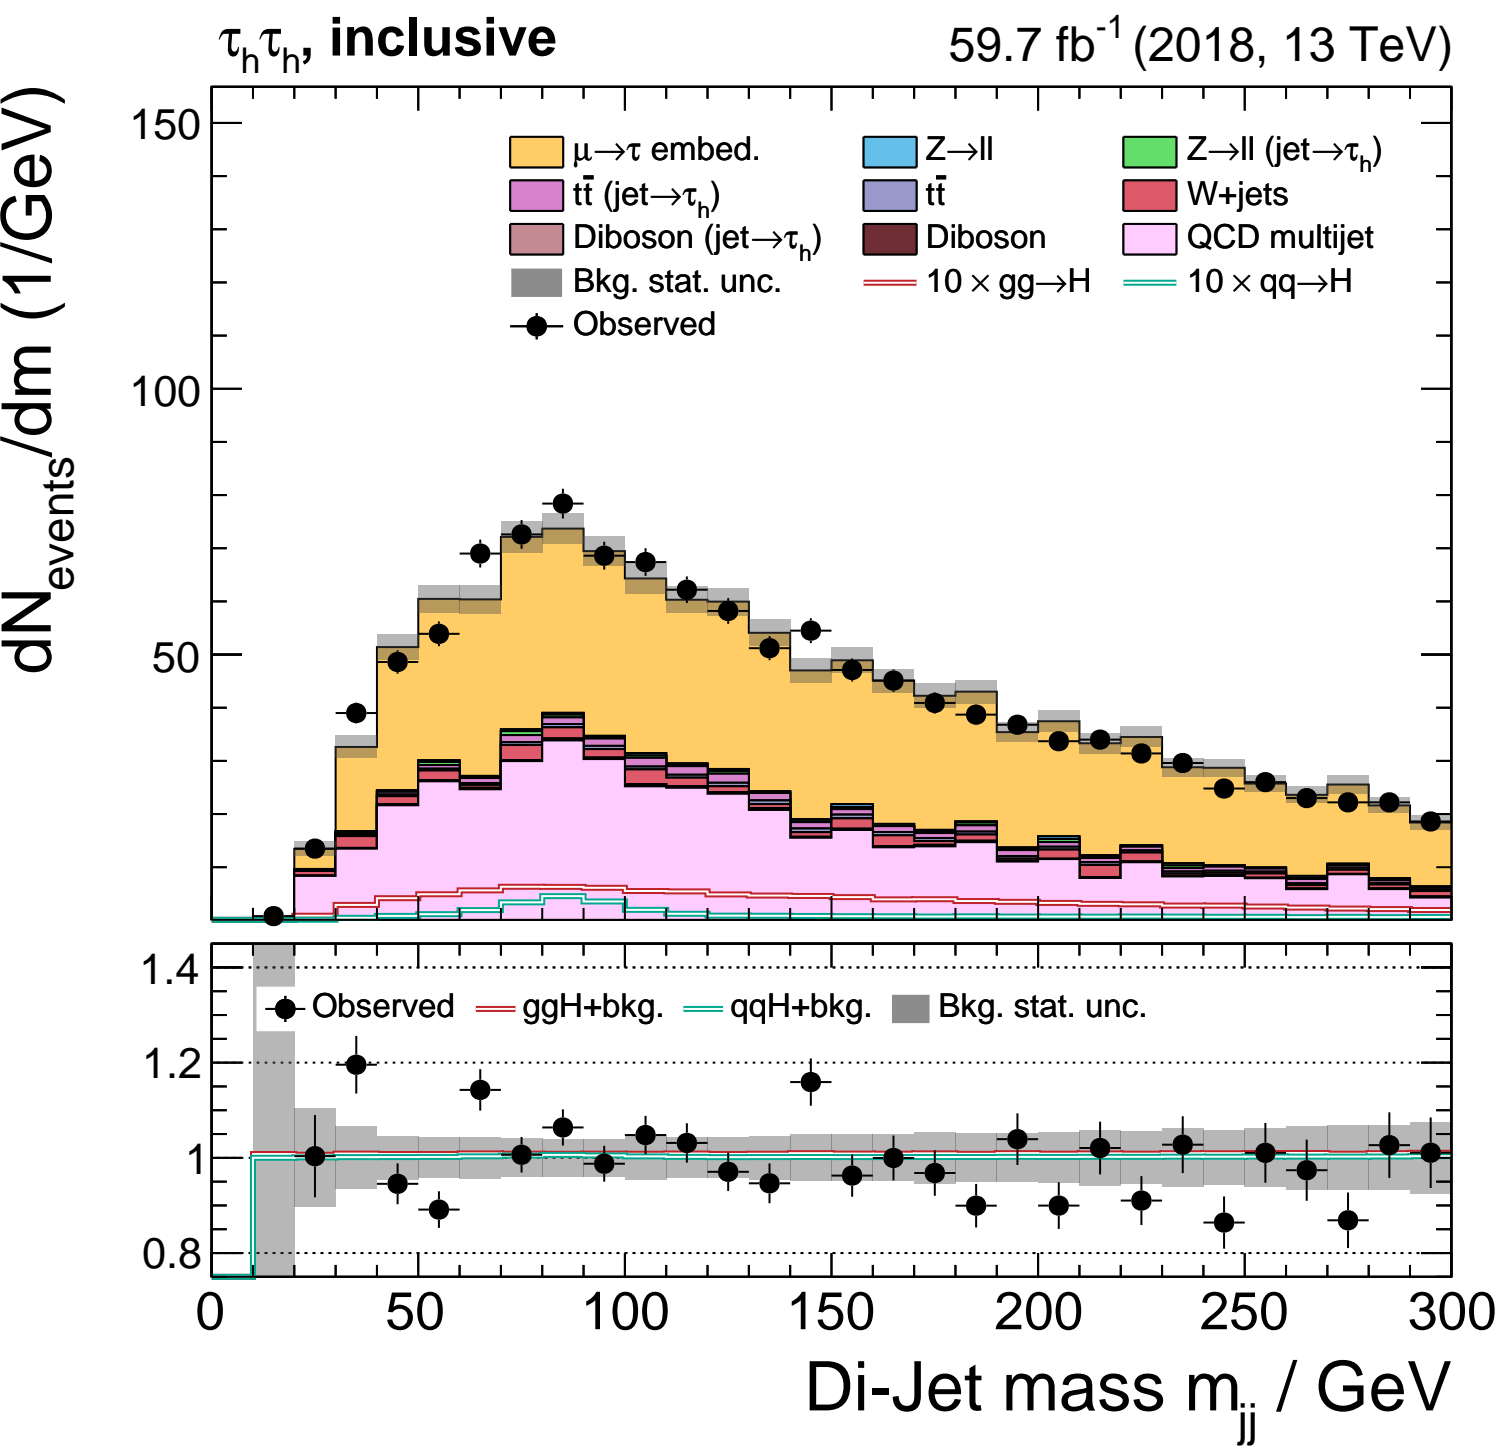 τhτh, inclusive 59.7 fb-1 (2018, 13 TeV)
dNevents/dm (1/GeV)
150
100
50
μ→τ embed. Z→ll Z→ll (jet→τh)
tt̄ (jet→τh) tt̄ W+jets
Diboson (jet→τh) Diboson QCD multijet
Bkg. stat. unc. 10 × gg→H 10 × qq→H
Observed
1.4
1.2
1
0.8
Observed ggH+bkg. qqH+bkg. Bkg. stat. unc.
0 50 100 150 200 250 300
Di-Jet mass mjj / GeV